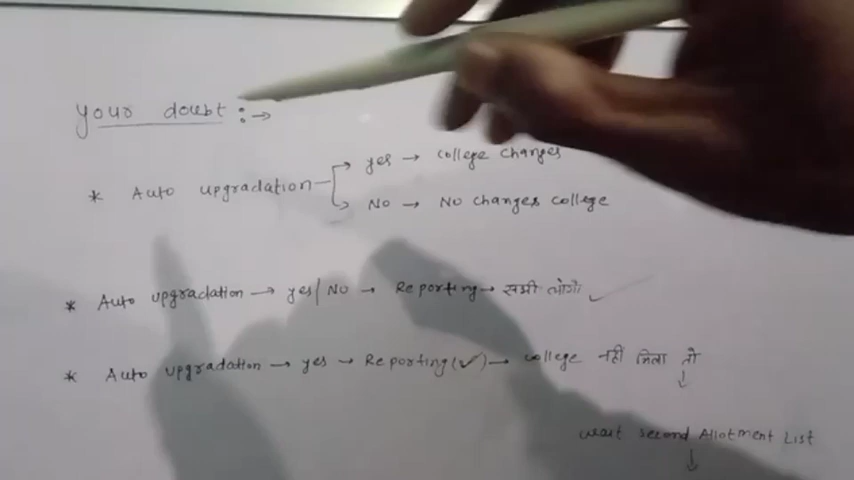 your doubt :→
* Auto upgradation → yes → college changes
→ No → No changes college
* Auto upgradation → yes/No → Reporting → सभी लोगो ✓
* Auto upgradation → yes → Reporting(✓) → college नहीं मिला तो
↓
wait second Allotment List
↓